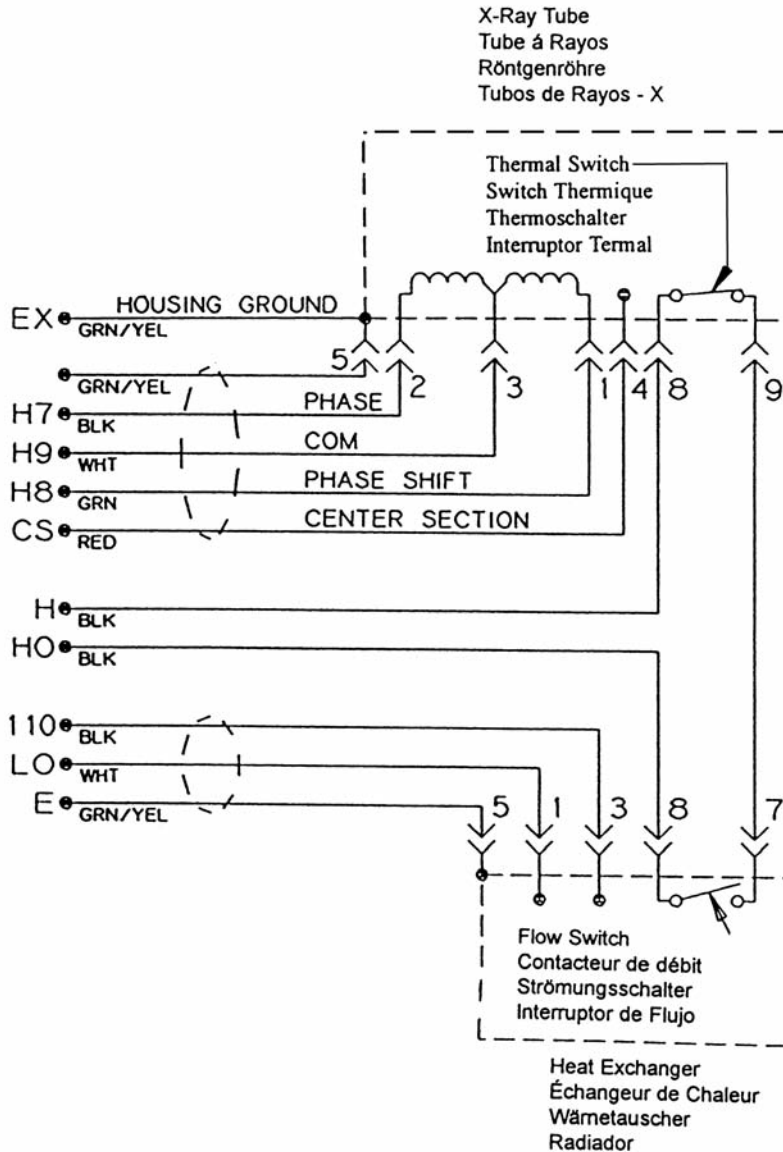 X-Ray Tube
Tube á Rayos
Röntgenröhre
Tubos de Rayos - X
Thermal Switch
Switch Thermique
Thermoschalter
Interruptor Termal
EX HOUSING GROUND
GRN/YEL
GRN/YEL
5 2 3 1 4 8 9
H7 BLK PHASE
H9 WHT COM
H8 GRN PHASE SHIFT
CS RED CENTER SECTION
H BLK
HO BLK
110 BLK
LO WHT
E GRN/YEL
5 1 3 8 7
Flow Switch
Contacteur de débit
Strömungsschalter
Interruptor de Flujo
Heat Exchanger
Échangeur de Chaleur
Wärnetauscher
Radiador